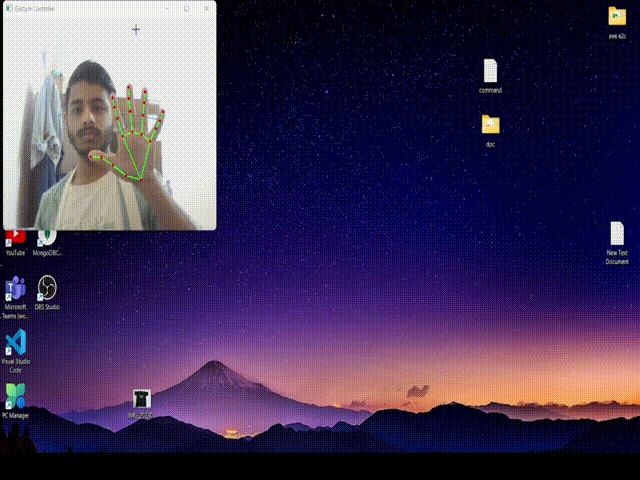 Gesture Controller
aws e2c
command
doc
YouTube
MongoDBC...
New Text
Document
Microsoft
Teams (wo...
OBS Studio
Visual Studio
Code
PC Manager